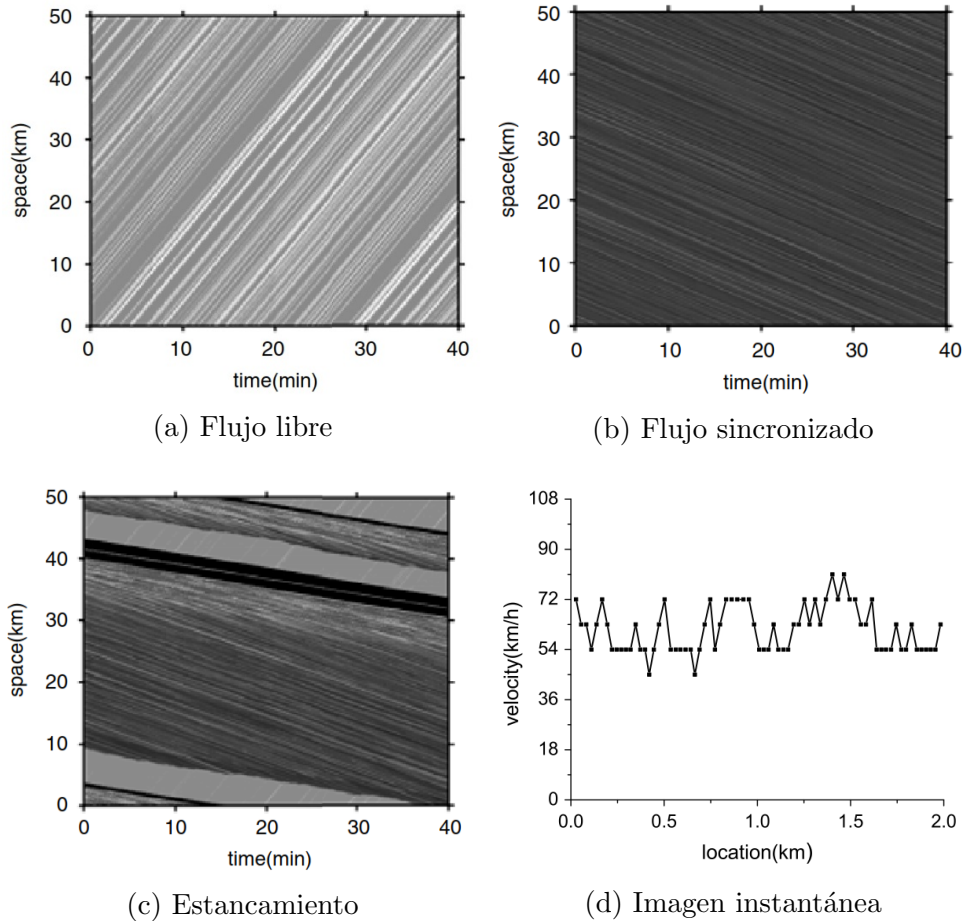 50
40
30
20
10
0
space(km)
0 10 20 30 40
time(min)
(a) Flujo libre
50
40
30
20
10
0
space(km)
0 10 20 30 40
time(min)
(b) Flujo sincronizado
50
40
30
20
10
0
space(km)
0 10 20 30 40
time(min)
(c) Estancamiento
108
90
72
54
36
18
0
velocity(km/h)
0.0 0.5 1.0 1.5 2.0
location(km)
(d) Imagen instantánea